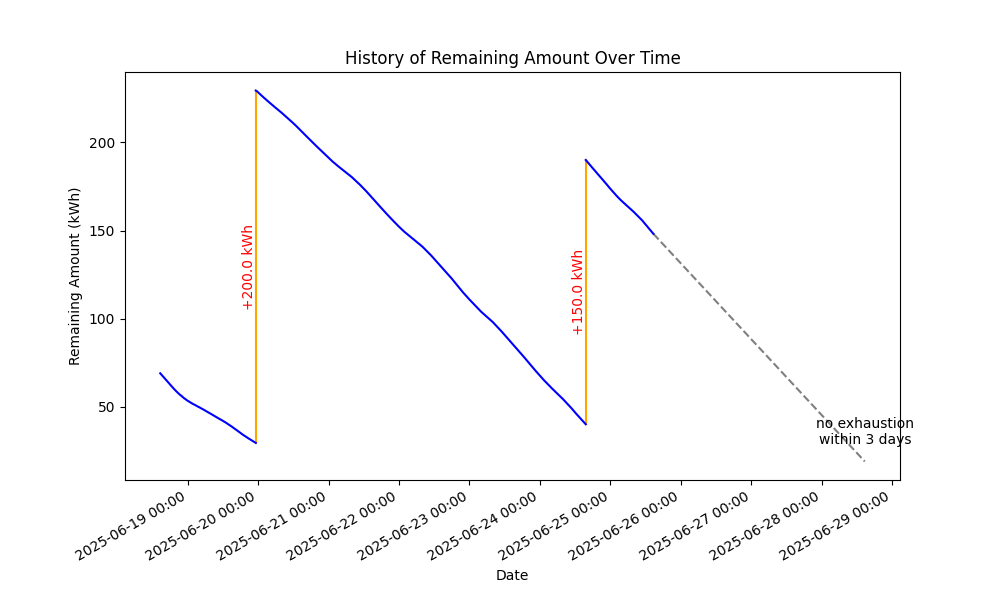 History of Remaining Amount Over Time
Remaining Amount (kWh)
200
150
100
50
+200.0 kWh
+150.0 kWh
no exhaustion
within 3 days
2025-06-19 00:00
2025-06-20 00:00
2025-06-21 00:00
2025-06-22 00:00
2025-06-23 00:00
2025-06-24 00:00
2025-06-25 00:00
2025-06-26 00:00
2025-06-27 00:00
2025-06-28 00:00
2025-06-29 00:00
Date